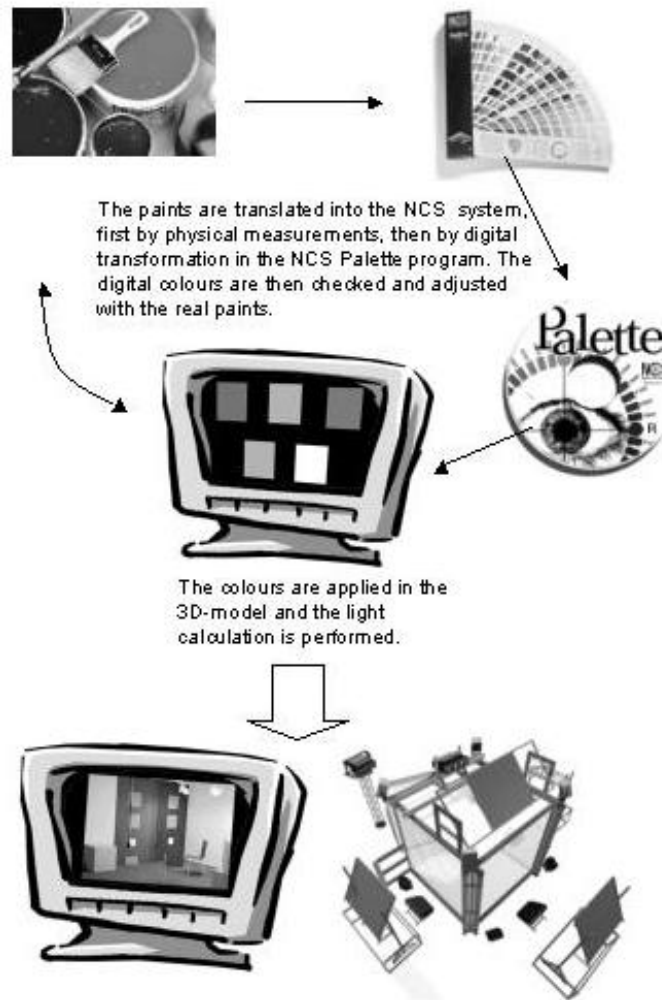 NCS
The paints are translated into the NCS system,
first by physical measurements, then by digital
transformation in the NCS Palette program. The
digital colours are then checked and adjusted
with the real paints.
Palette
NCS
R
The colours are applied in the
3D-model and the light
calculation is performed.